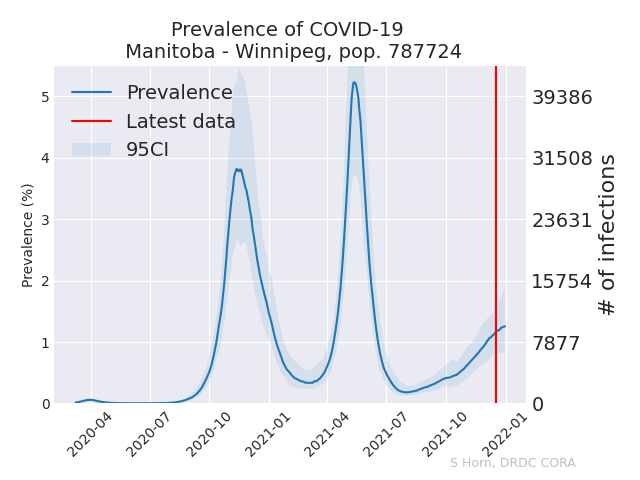 Prevalence of COVID-19
Manitoba - Winnipeg, pop. 787724
Prevalence
Latest data
95CI
Prevalence (%)
5
4
3
2
1
0
39386
31508
23631
15754
7877
0
# of infections
2020-04
2020-07
2020-10
2021-01
2021-04
2021-07
2021-10
2022-01
S Horn, DRDC CORA